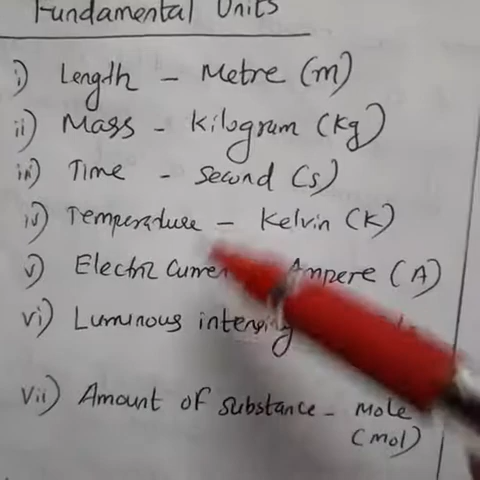 Fundamental Units
i) Length - Metre (m)
ii) Mass - Kilogram (Kg)
iii) Time - Second (S)
iv) Temperature - Kelvin (K)
v) Electric Ampere (A)
vi) Luminous intensity
vii) Amount of substance - Mole
(mol)